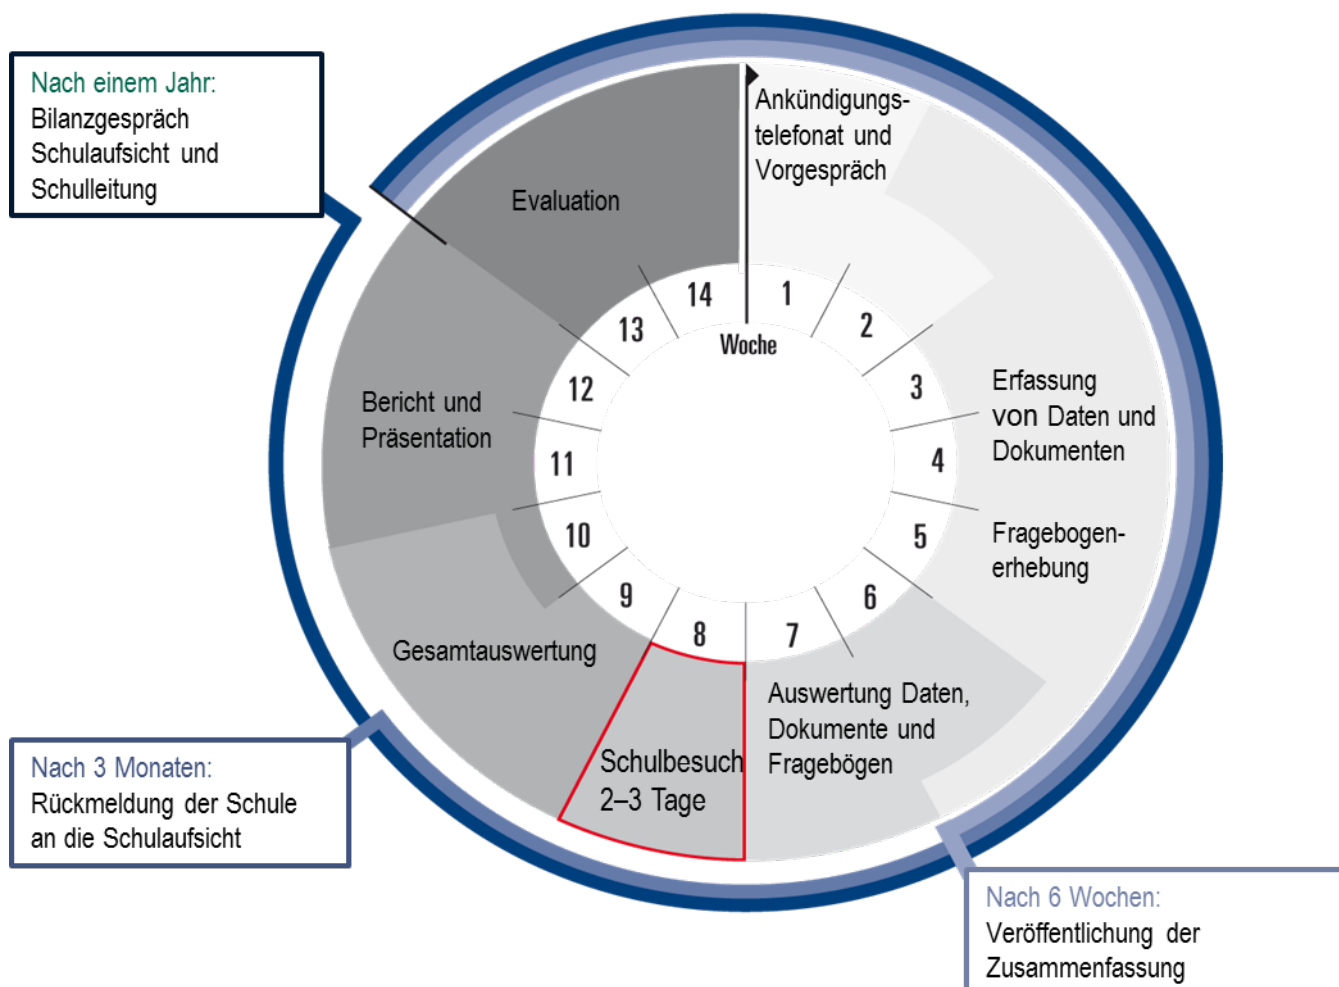 Nach einem Jahr:
Bilanzgespräch
Schulaufsicht und
Schulleitung
Ankündigungs-
telefonat und
Vorgespräch
Evaluation
14
1
13
2
Woche
12
3
Erfassung
von Daten und
Dokumenten
Bericht und
Präsentation
11
4
10
5
Fragebogen-
erhebung
9
6
8
7
Gesamtauswertung
Auswertung Daten,
Dokumente und
Fragebögen
Schulbesuch
2–3 Tage
Nach 3 Monaten:
Rückmeldung der Schule
an die Schulaufsicht
Nach 6 Wochen:
Veröffentlichung der
Zusammenfassung